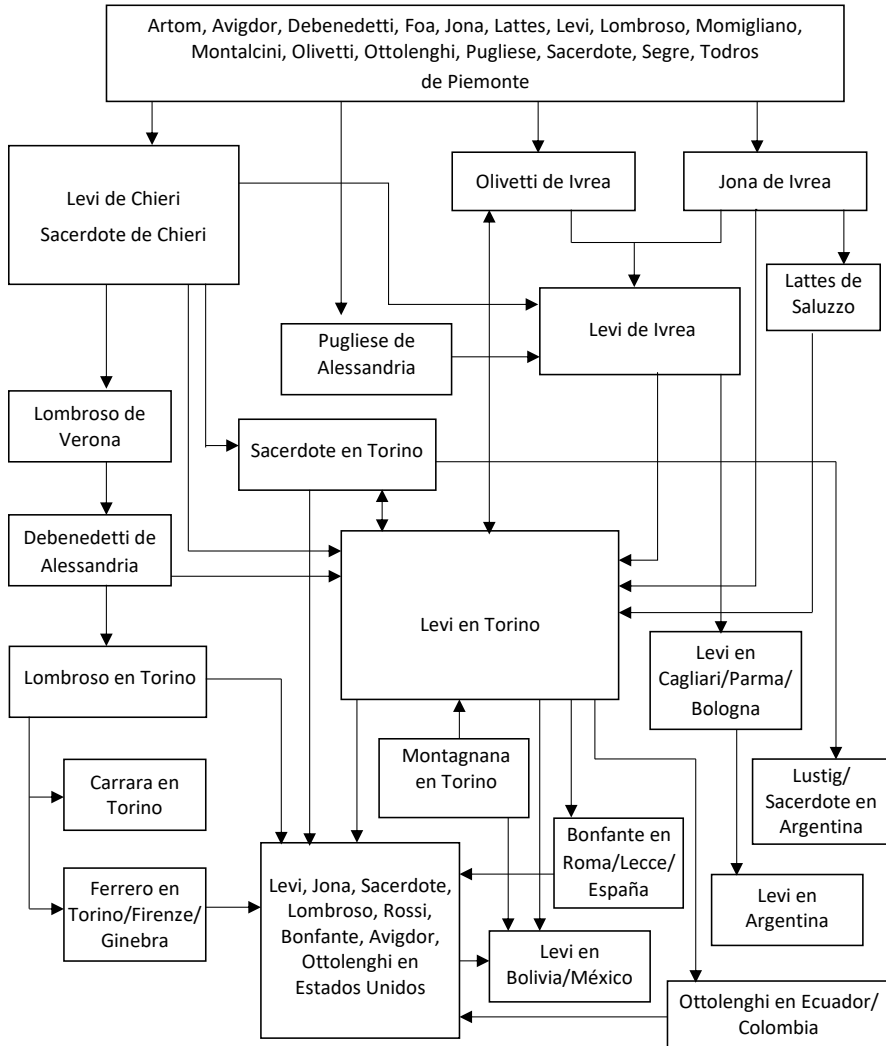 Artom, Avigdor, Debenedetti, Foa, Jona, Lattes, Levi, Lombroso, Momigliano,
Montalcini, Olivetti, Ottolenghi, Pugliese, Sacerdote, Segre, Todros
de Piemonte
Levi de Chieri
Sacerdote de Chieri
Olivetti de Ivrea
Jona de Ivrea
Lattes de
Saluzzo
Levi de Ivrea
Pugliese de
Alessandria
Lombroso de
Verona
Sacerdote en Torino
Debenedetti de
Alessandria
Levi en Torino
Lombroso en Torino
Levi en
Cagliari/Parma/
Bologna
Montagnana
en Torino
Carrara en
Torino
Lustig/
Sacerdote en
Argentina
Bonfante en
Roma/Lecce/
España
Ferrero en
Torino/Firenze/
Ginebra
Levi, Jona, Sacerdote,
Lombroso, Rossi,
Bonfante, Avigdor,
Ottolenghi en
Estados Unidos
Levi en
Argentina
Levi en
Bolivia/México
Ottolenghi en Ecuador/
Colombia